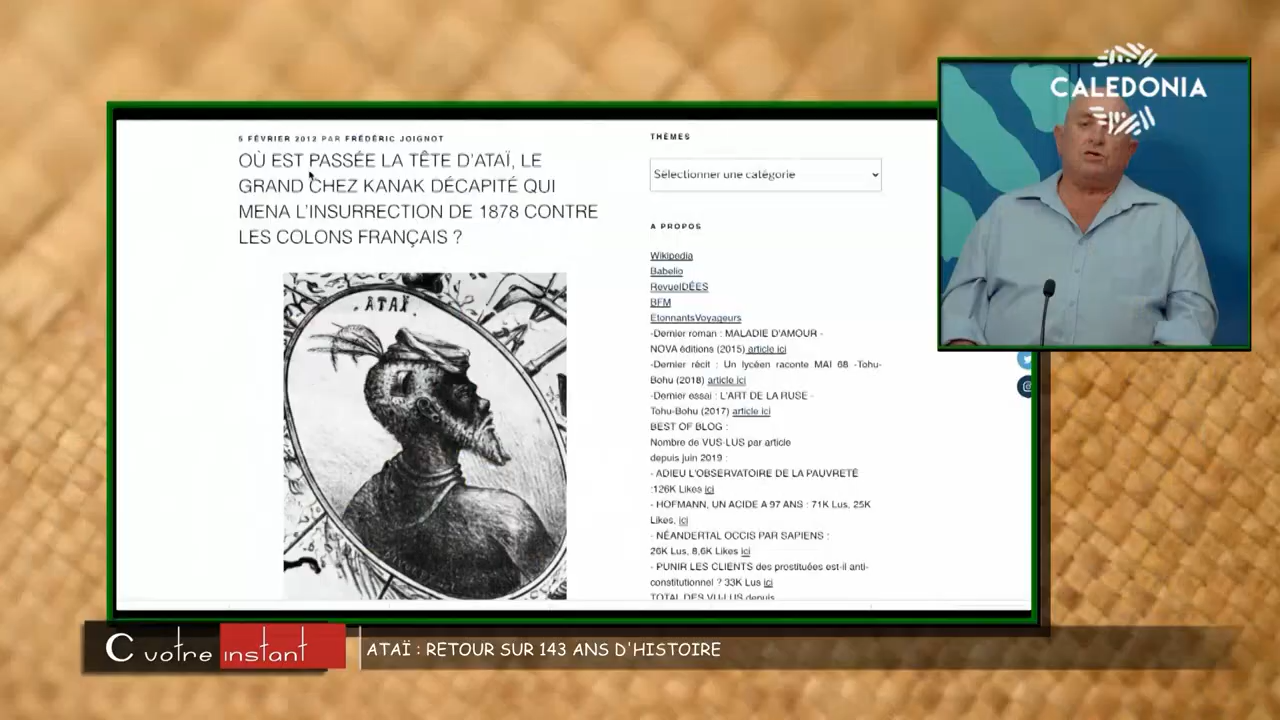 CALEDONIA
5 FÉVRIER 2012 PAR FRÉDÉRIC JOIGNOT
OÙ EST PASSÉE LA TÊTE D'ATAÏ, LE
GRAND CHEZ KANAK DÉCAPITÉ QUI
MENA L'INSURRECTION DE 1878 CONTRE
LES COLONS FRANÇAIS ?
.ATAÏ.
THÈMES
Sélectionner une catégorie
A PROPOS
Wikipedia
Babelio
RevueIDÉES
BFM
EtonnantsVoyageurs
-Dernier roman : MALADIE D'AMOUR -
NOVA éditions (2015) article ici
-Dernier récit : Un lycéen raconte MAI 68 -Tohu-
Bohu (2018) article ici
-Dernier essai : L'ART DE LA RUSE -
Tohu-Bohu (2017) article ici
BEST OF BLOG :
Nombre de VUS-LUS par article
depuis juin 2019 :
- ADIEU L'OBSERVATOIRE DE LA PAUVRETÉ
:126K Likes ici
- HOFMANN, UN ACIDE A 97 ANS : 71K Lus, 25K
Likes, ici
- NÉANDERTAL OCCIS PAR SAPIENS :
26K Lus, 8,6K Likes ici
- PUNIR LES CLIENTS des prostituées est-il anti-
constitutionnel ? 33K Lus ici
TOTAL DES VU-LUS depuis
C votre instant
ATAÏ : RETOUR SUR 143 ANS D'HISTOIRE